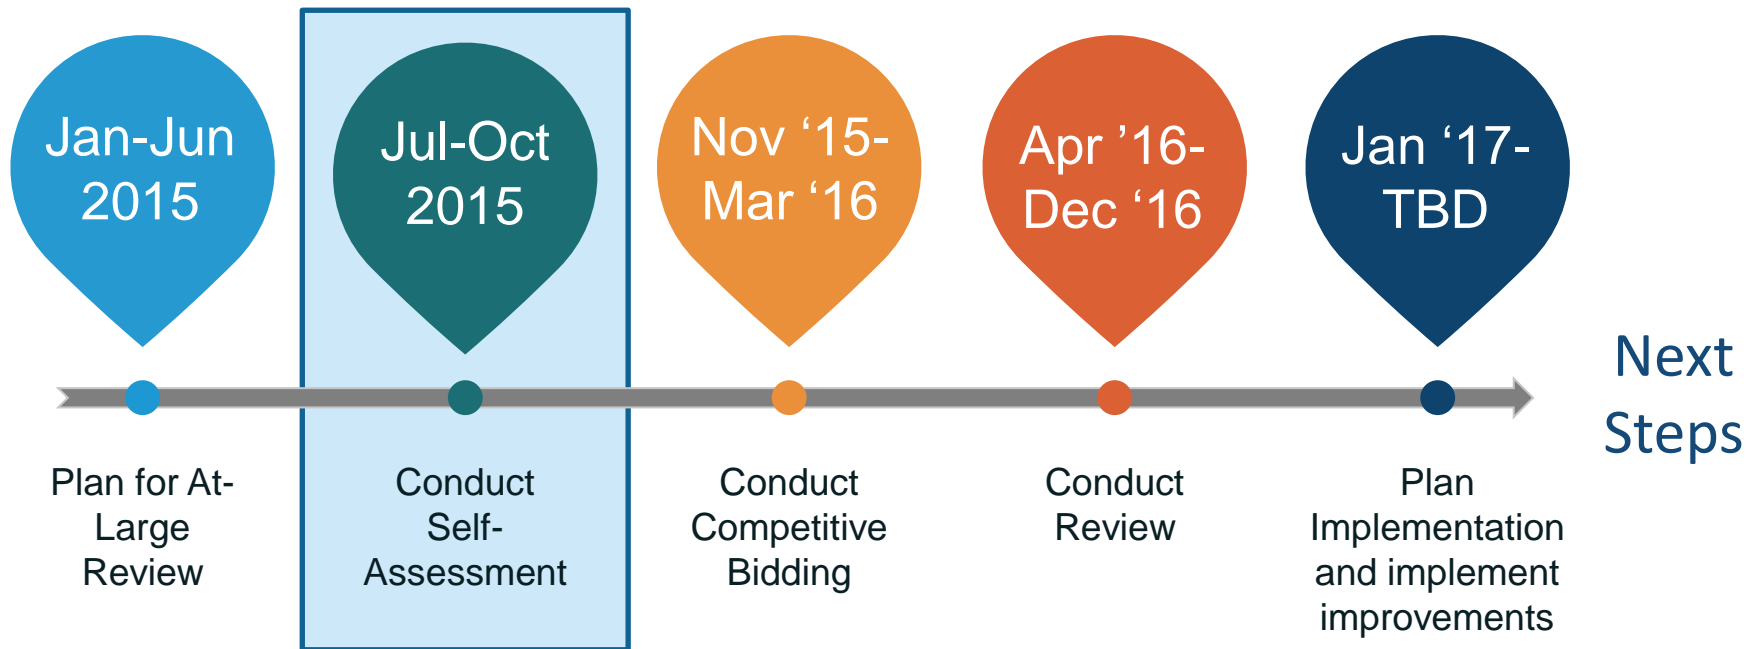 Jan-Jun
2015
Jul-Oct
2015
Nov ‘15-
Mar ‘16
Apr ’16-
Dec ‘16
Jan ‘17-
TBD
Next
Steps
Plan for At-
Large
Review
Conduct
Self-
Assessment
Conduct
Competitive
Bidding
Conduct
Review
Plan
Implementation
and implement
improvements